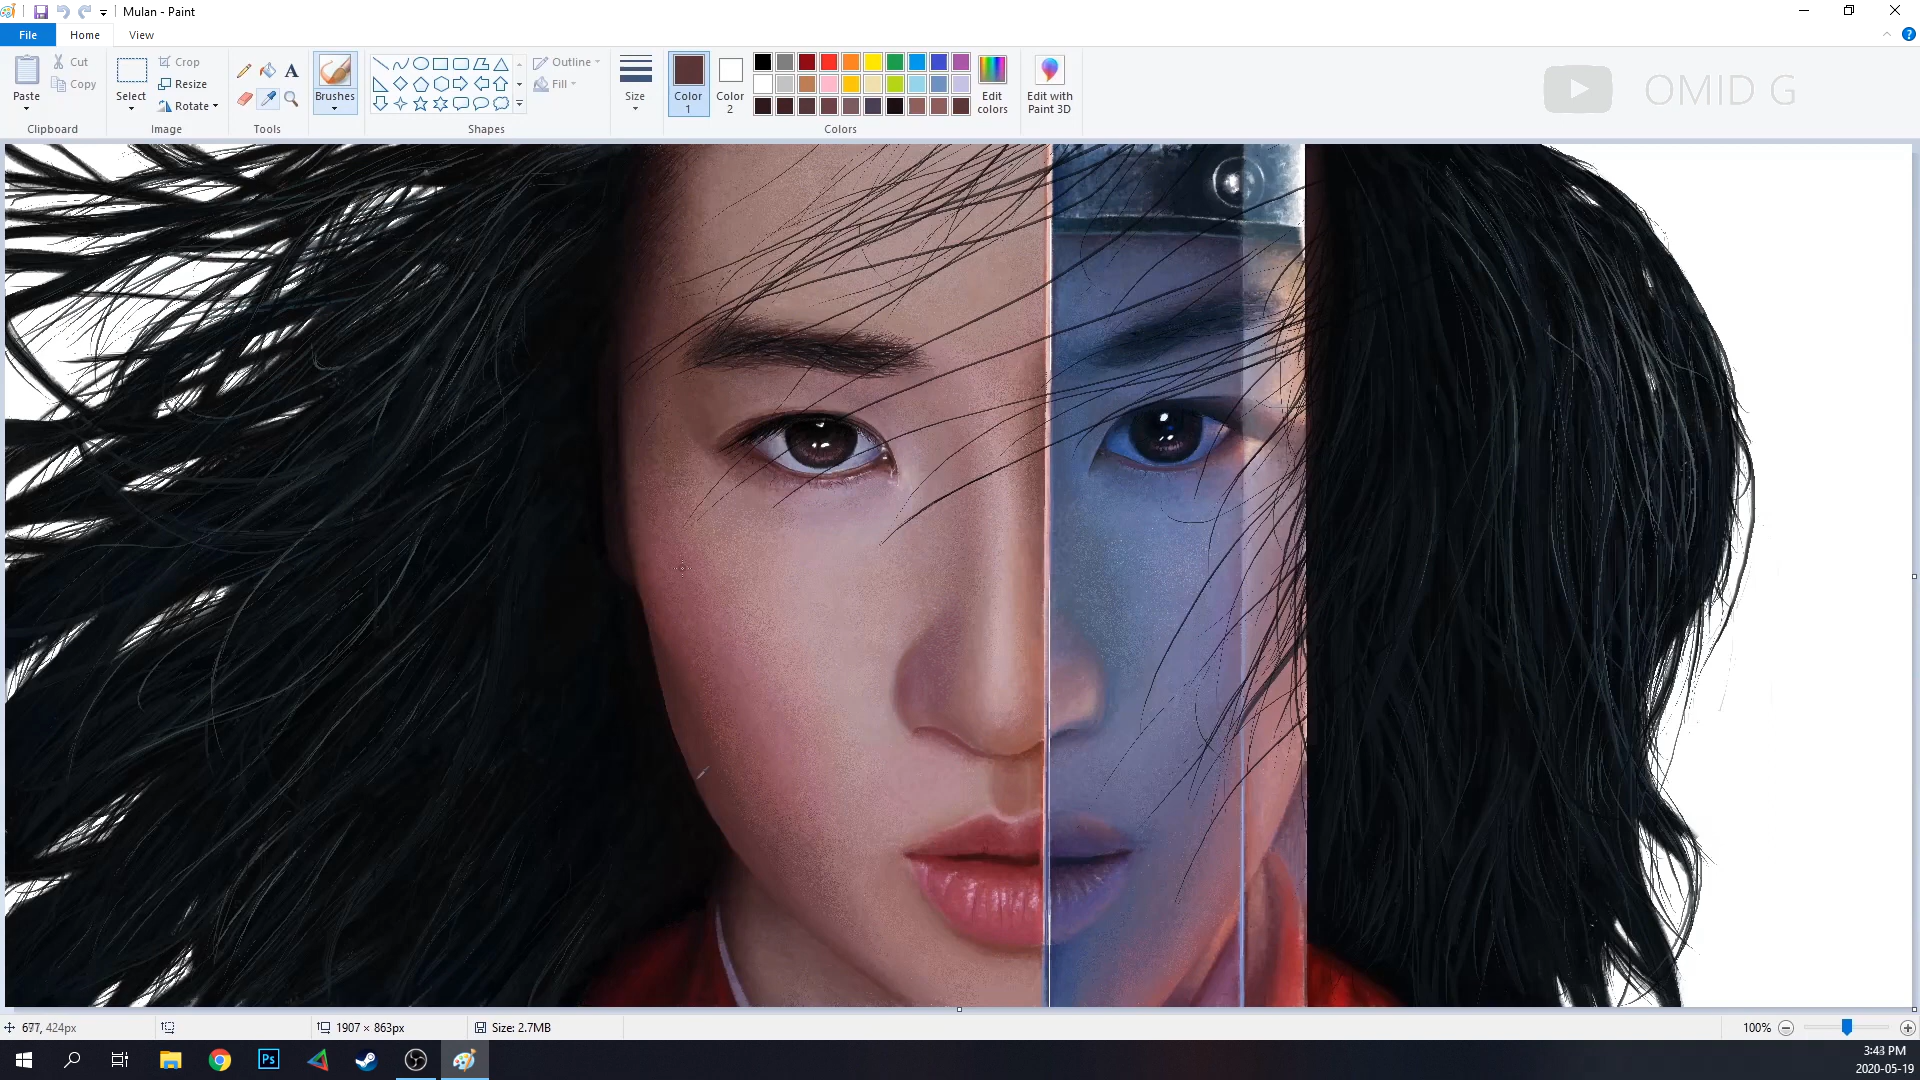 Mulan - Paint
File Home View
Paste
Cut
Copy
Clipboard
Select
Crop
Resize
Rotate
Image
Tools
Brushes
Shapes
Outline
Fill
Size
Color 1
Color 2
Edit colors
Edit with Paint 3D
Colors
OMID G
1907 × 863px
Size: 2.7MB
100%
Ps
3:43 PM
2020-05-19